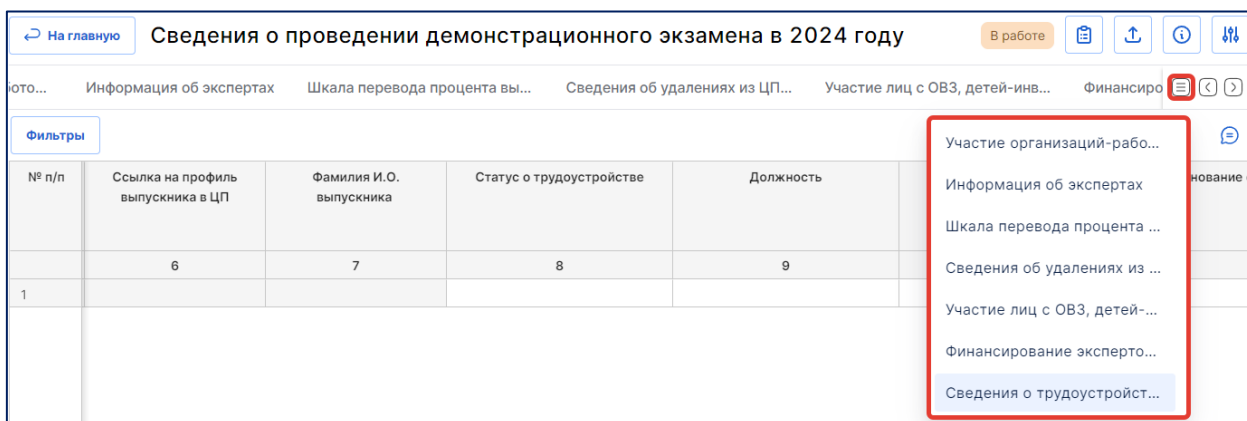 На главную
Сведения о проведении демонстрационного экзамена в 2024 году
В работе
ото...
Информация об экспертах
Шкала перевода процента вы...
Сведения об удалениях из ЦП...
Участие лиц с ОВЗ, детей-инв...
Финансиро
Фильтры
№ п/п
Ссылка на профиль
выпускника в ЦП
Фамилия И.О.
выпускника
Статус о трудоустройстве
Должность
нование
6
7
8
9
1
Участие организаций-рабо...
Информация об экспертах
Шкала перевода процента ...
Сведения об удалениях из ...
Участие лиц с ОВЗ, детей-...
Финансирование эксперто...
Сведения о трудоустройст...